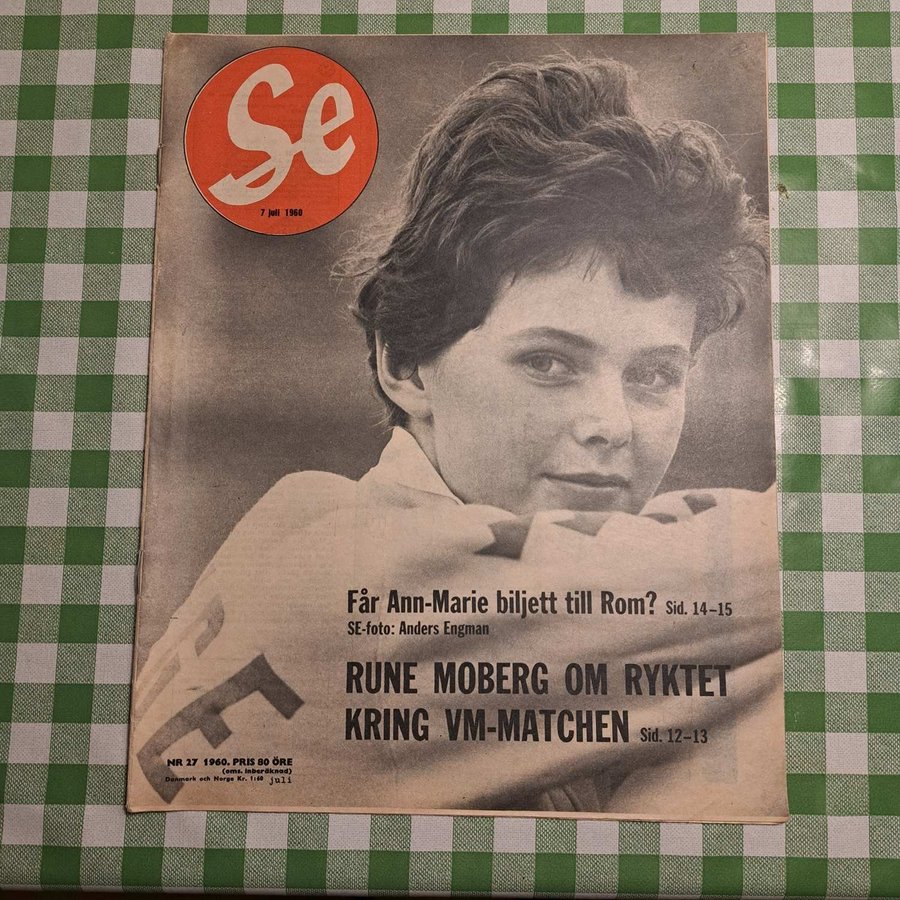 Se
7 juli 1960
Får Ann-Marie biljett till Rom? Sid. 14–15
SE-foto: Anders Engman
RUNE MOBERG OM RYKTET
KRING VM-MATCHEN Sid. 12–13
NR 27 1960. PRIS 80 ÖRE
(oms. inberäknad)
Danmark och Norge Kr. 1:60 juli